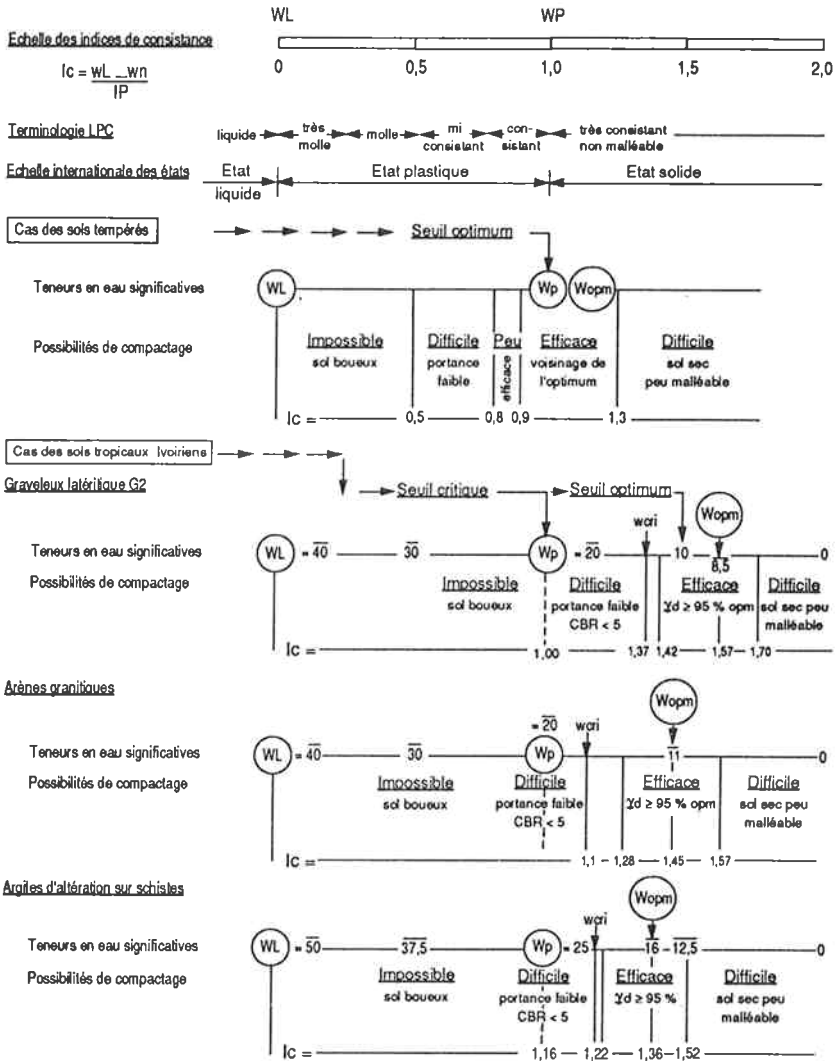 WL WP
Echelle des indices de consistance
0 0,5 1,0 1,5 2,0
Ic = wL _ wn
IP
Terminologie LPC liquide très molle molle mi consistant con- sistant très consistant non malléable
Echelle internationale des états Etat liquide Etat plastique Etat solide
Cas des sols tempérés Seuil optimum
Teneurs en eau significatives WL Wp Wopm
Possibilités de compactage
Impossible sol boueux
Difficile portance faible
Peu efficace
Efficace voisinage de l'optimum
Difficile sol sec peu malléable
Ic = 0,5 0,8 0,9 1,3
Cas des sols tropicaux Ivoiriens
Graveleux latéritique G2 Seuil critique Seuil optimum
wcri Wopm
Teneurs en eau significatives WL = 40 30 Wp = 20 10 8,5 0
Possibilités de compactage
Impossible sol boueux
Difficile portance faible CBR < 5
Efficace γd ≥ 95 % opm
Difficile sol sec peu malléable
Ic = 1,00 1,37 1,42 1,57 1,70
Arènes granitiques
Wopm
= 20 wcri
Teneurs en eau significatives WL = 40 30 Wp 11 0
Possibilités de compactage
Impossible sol boueux
Difficile portance faible CBR < 5
Efficace γd ≥ 95 % opm
Difficile sol sec peu malléable
Ic = 1,1 1,28 1,45 1,57
Argiles d'altération sur schistes
wcri Wopm
Teneurs en eau significatives WL = 50 37,5 Wp = 25 16 12,5 0
Possibilités de compactage
Impossible sol boueux
Difficile portance faible CBR < 5
Efficace γd ≥ 95 %
Difficile sol sec peu malléable
Ic = 1,16 1,22 1,36 1,52